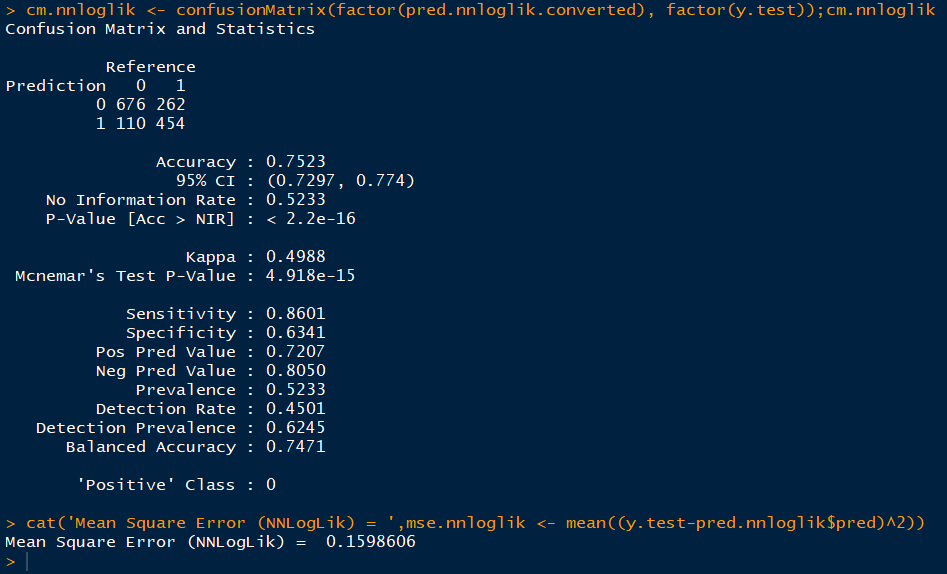 > cm.nnloglik <- confusionMatrix(factor(pred.nnloglik.converted), factor(y.test));cm.nnloglik
Confusion Matrix and Statistics
Reference
Prediction 0 1
0 676 262
1 110 454
Accuracy : 0.7523
95% CI : (0.7297, 0.774)
No Information Rate : 0.5233
P-Value [Acc > NIR] : < 2.2e-16
Kappa : 0.4988
Mcnemar's Test P-Value : 4.918e-15
Sensitivity : 0.8601
Specificity : 0.6341
Pos Pred Value : 0.7207
Neg Pred Value : 0.8050
Prevalence : 0.5233
Detection Rate : 0.4501
Detection Prevalence : 0.6245
Balanced Accuracy : 0.7471
'Positive' Class : 0
> cat('Mean Square Error (NNLogLik) = ',mse.nnloglik <- mean((y.test-pred.nnloglik$pred)^2))
Mean Square Error (NNLogLik) =  0.1598606
>